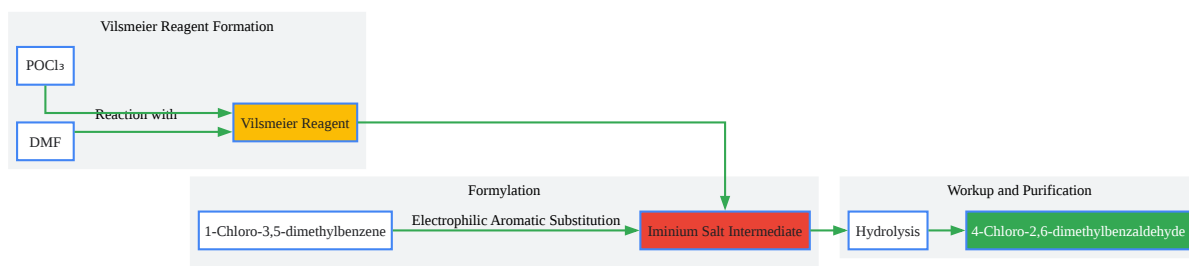 Vilsmeier Reagent Formation
POCl₃
Reaction with
DMF
Vilsmeier Reagent
Formylation
1-Chloro-3,5-dimethylbenzene
Electrophilic Aromatic Substitution
Iminium Salt Intermediate
Workup and Purification
Hydrolysis
4-Chloro-2,6-dimethylbenzaldehyde